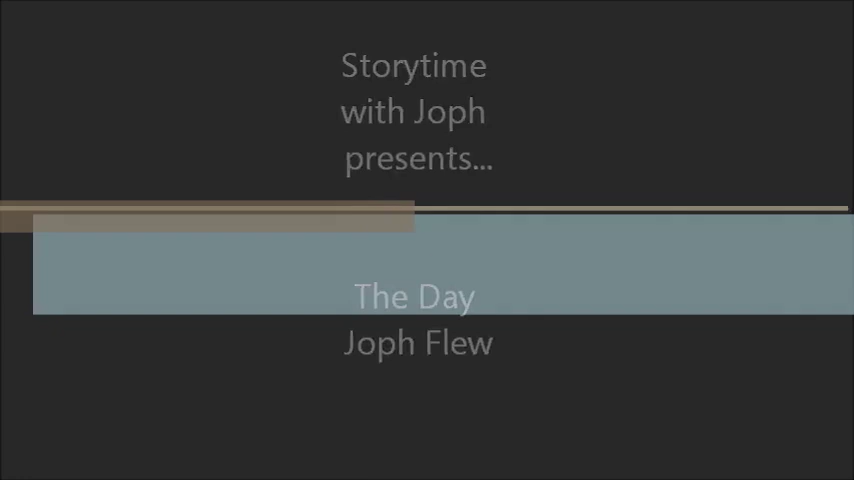 Storytime
with Joph
presents...
The Day
Joph Flew